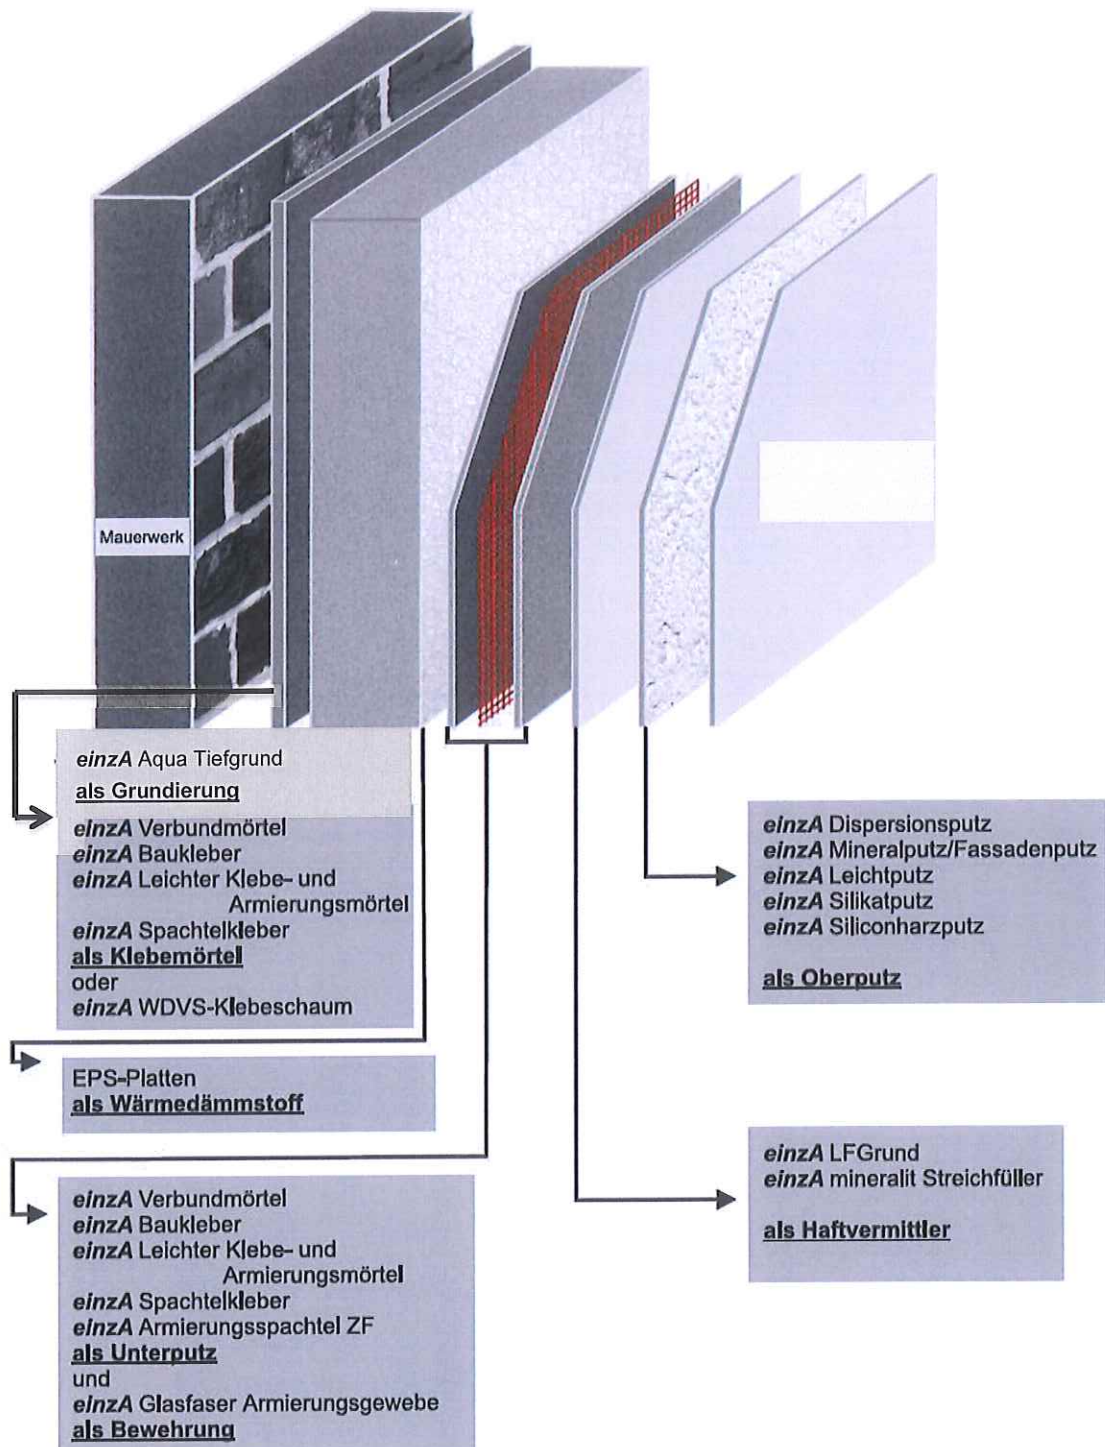 Mauerwerk
einzA Aqua Tiefgrund
als Grundierung
einzA Verbundmörtel
einzA Baukleber
einzA Leichter Klebe- und
Armierungsmörtel
einzA Spachtelkleber
als Klebemörtel
oder
einzA WDVS-Klebeschaum
EPS-Platten
als Wärmedämmstoff
einzA Verbundmörtel
einzA Baukleber
einzA Leichter Klebe- und
Armierungsmörtel
einzA Spachtelkleber
einzA Armierungsspachtel ZF
als Unterputz
und
einzA Glasfaser Armierungsgewebe
als Bewehrung
einzA Dispersionsputz
einzA Mineralputz/Fassadenputz
einzA Leichtputz
einzA Silikatputz
einzA Siliconharzputz
als Oberputz
einzA LFGrund
einzA mineralit Streichfüller
als Haftvermittler